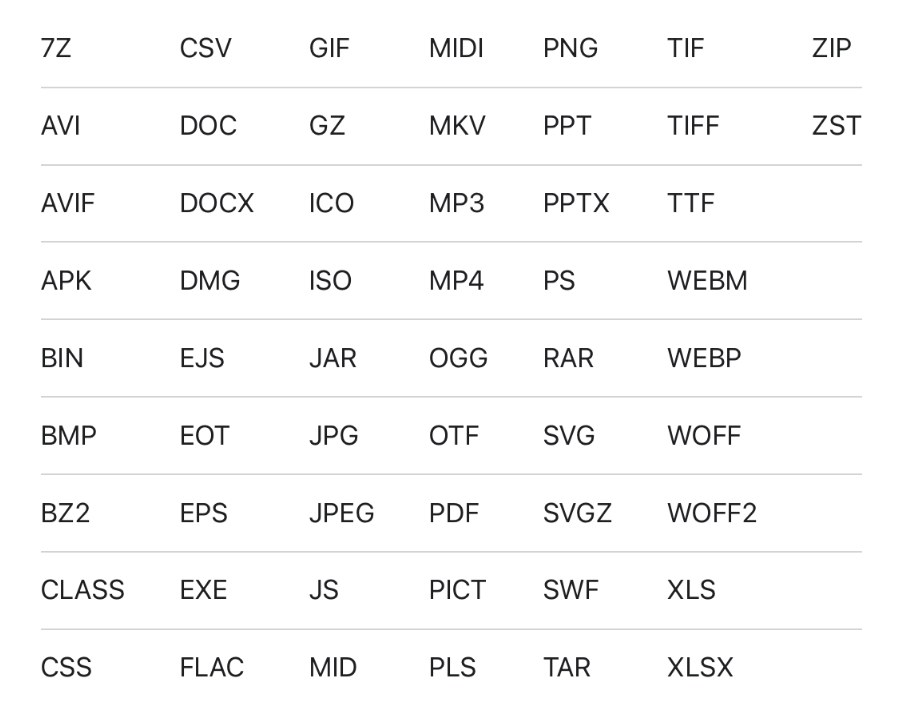 7Z CSV GIF MIDI PNG TIF ZIP
AVI DOC GZ MKV PPT TIFF ZST
AVIF DOCX ICO MP3 PPTX TTF
APK DMG ISO MP4 PS WEBM
BIN EJS JAR OGG RAR WEBP
BMP EOT JPG OTF SVG WOFF
BZ2 EPS JPEG PDF SVGZ WOFF2
CLASS EXE JS PICT SWF XLS
CSS FLAC MID PLS TAR XLSX